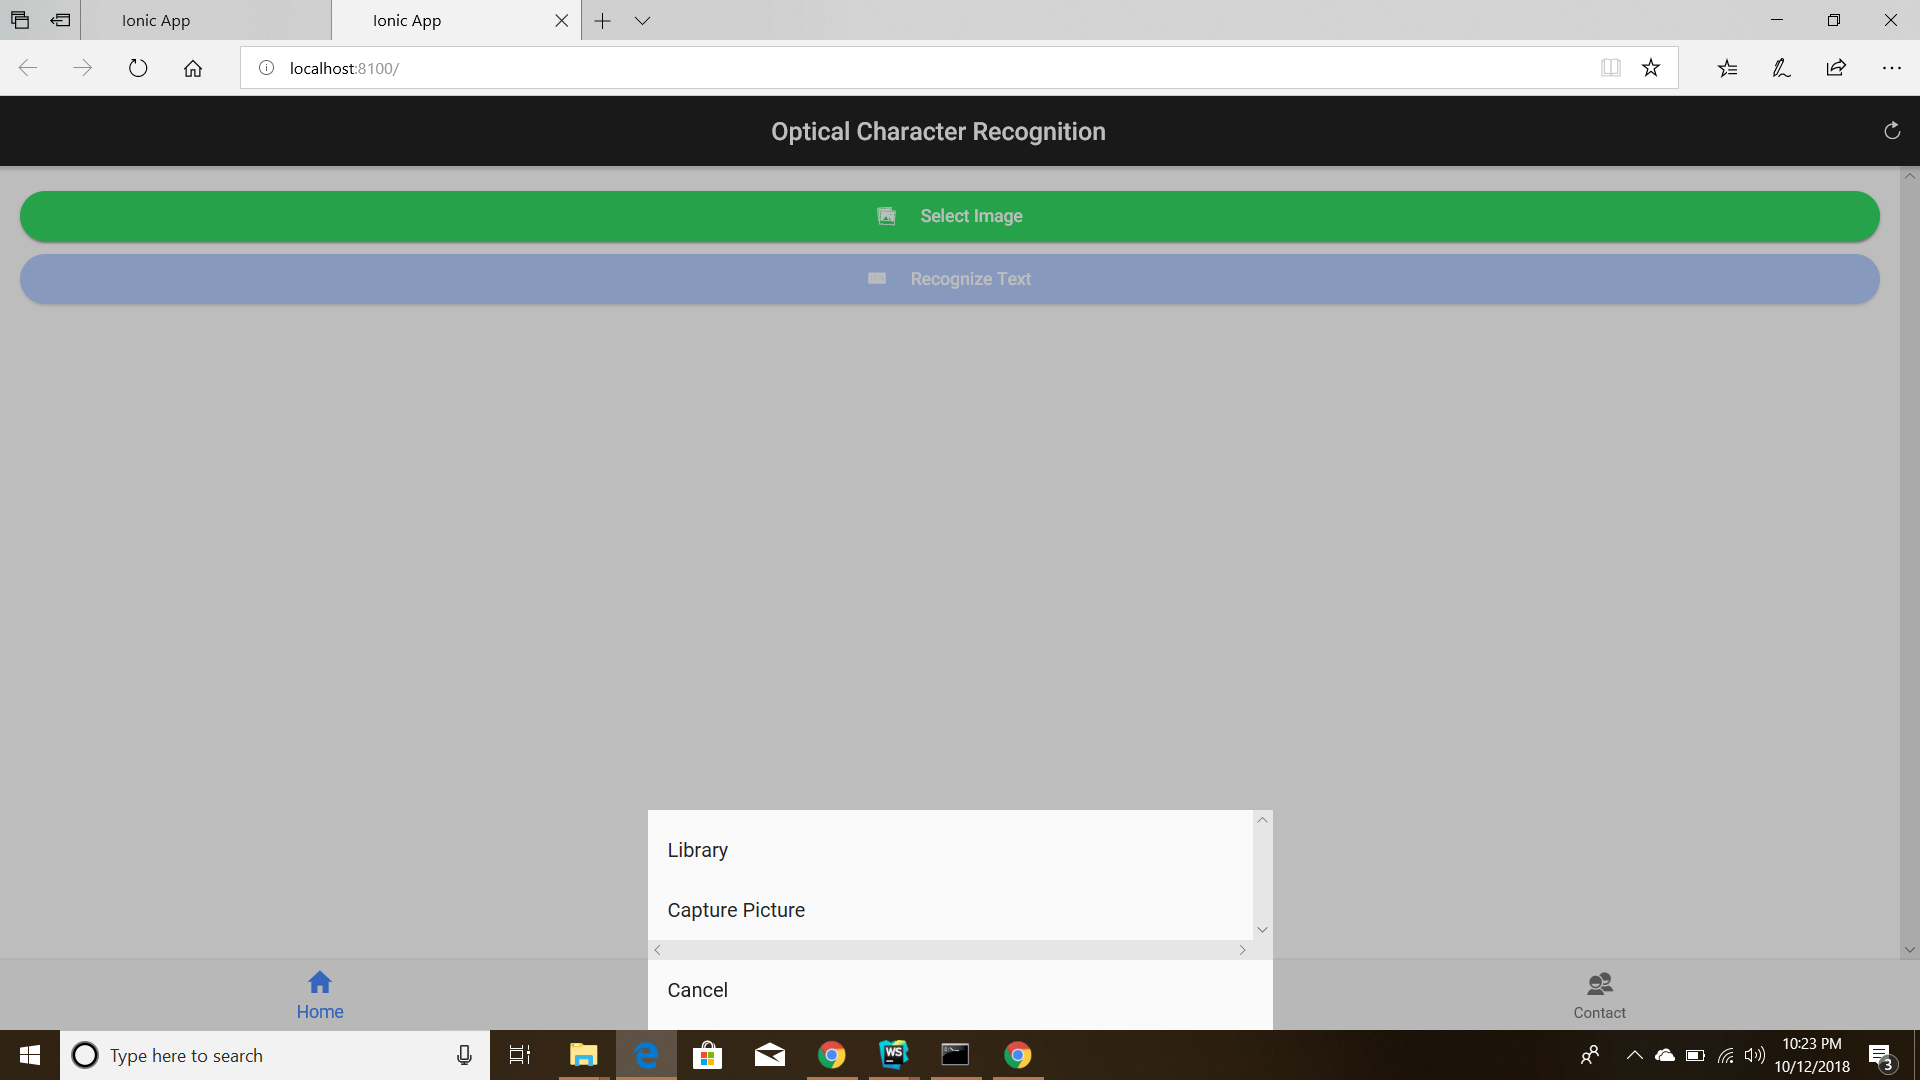 Ionic App
Ionic App
localhost:8100/
Optical Character Recognition
Select Image
Recognize Text
Library
Capture Picture
Cancel
Home
Contact
Type here to search
WS
10:23 PM
10/12/2018
3